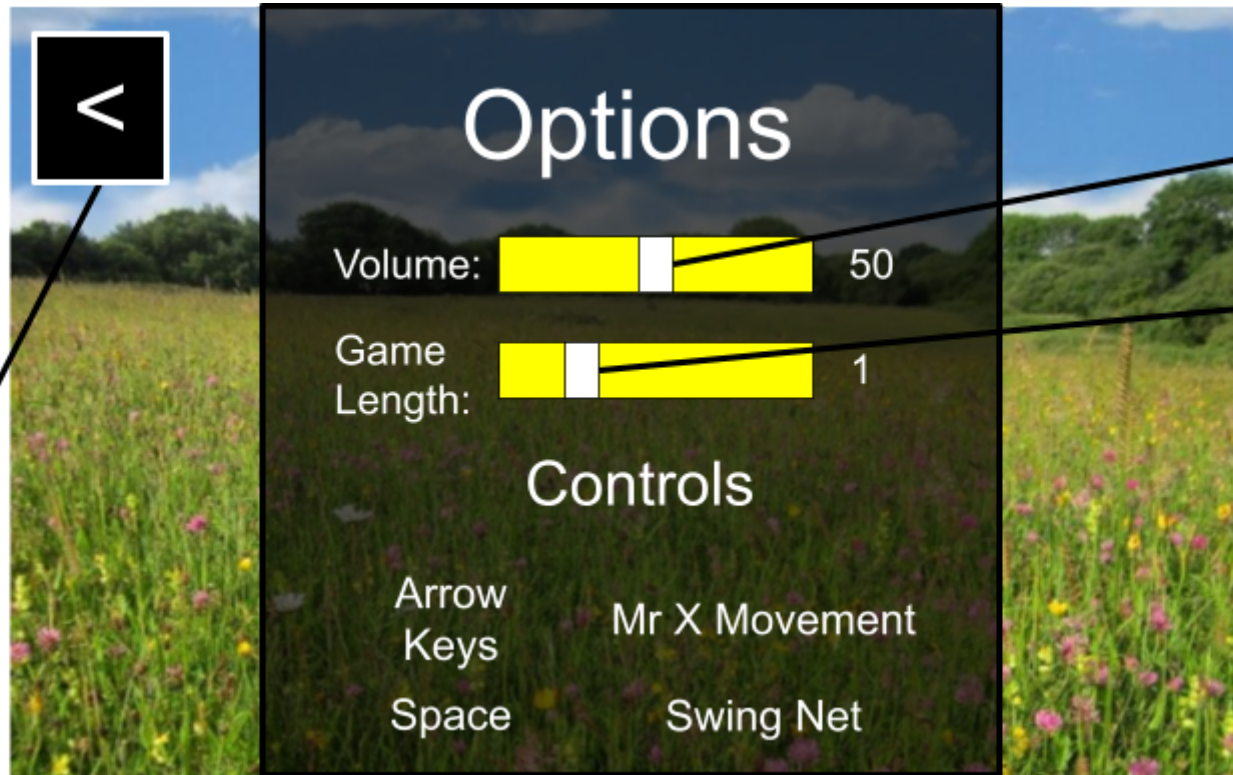 <
Options
Volume: 50
Game
Length: 1
Controls
Arrow
Keys
Mr X Movement
Space Swing Net